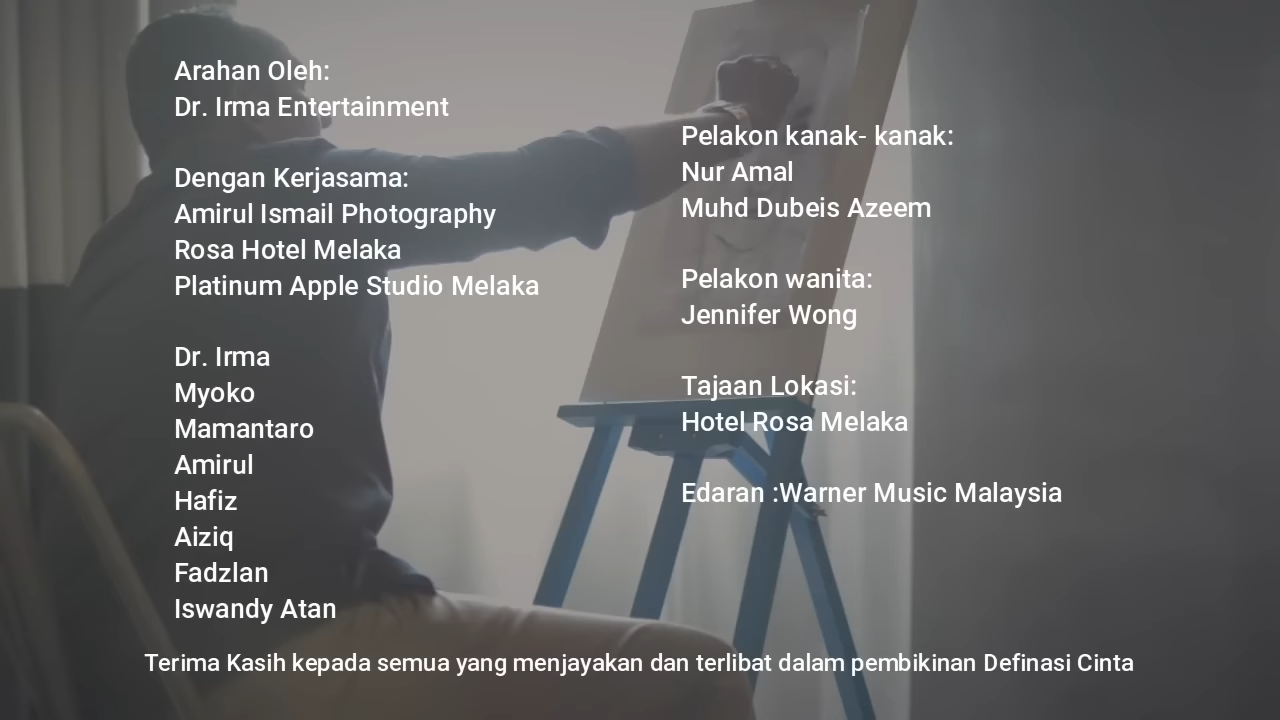 Arahan Oleh:
Dr. Irma Entertainment
Dengan Kerjasama:
Amirul Ismail Photography
Rosa Hotel Melaka
Platinum Apple Studio Melaka
Dr. Irma
Myoko
Mamantaro
Amirul
Hafiz
Aiziq
Fadzlan
Iswandy Atan
Pelakon kanak- kanak:
Nur Amal
Muhd Dubeis Azeem
Pelakon wanita:
Jennifer Wong
Tajaan Lokasi:
Hotel Rosa Melaka
Edaran :Warner Music Malaysia
Terima Kasih kepada semua yang menjayakan dan terlibat dalam pembikinan Definasi Cinta